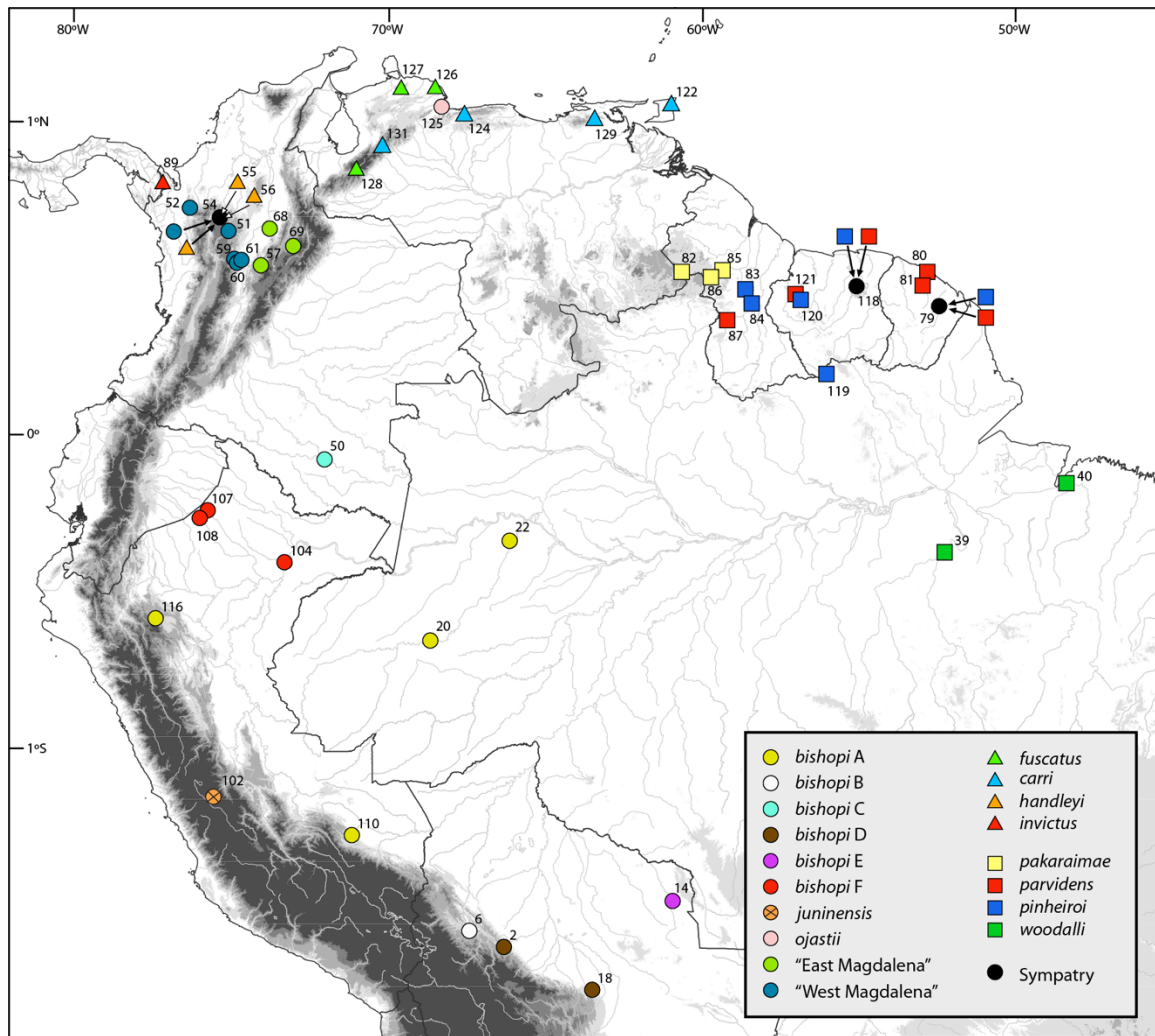 80ºW 70ºW 60ºW 50ºW
127 126
122
1ºN
125 124 129
131
89 55
128
56
52 54
51 68
59 61 69
60 57
82 85
86 83
84
87
121
120
118
80
81
79
119
0º
50
107
108
104
22
40
39
116
20
1ºS
102
110
14
6
2
18
bishopi A
bishopi B
bishopi C
bishopi D
bishopi E
bishopi F
juninensis
ojastii
“East Magdalena”
“West Magdalena”
fuscatus
carri
handleyi
invictus
pakaraimae
parvidens
pinheiroi
woodalli
Sympatry